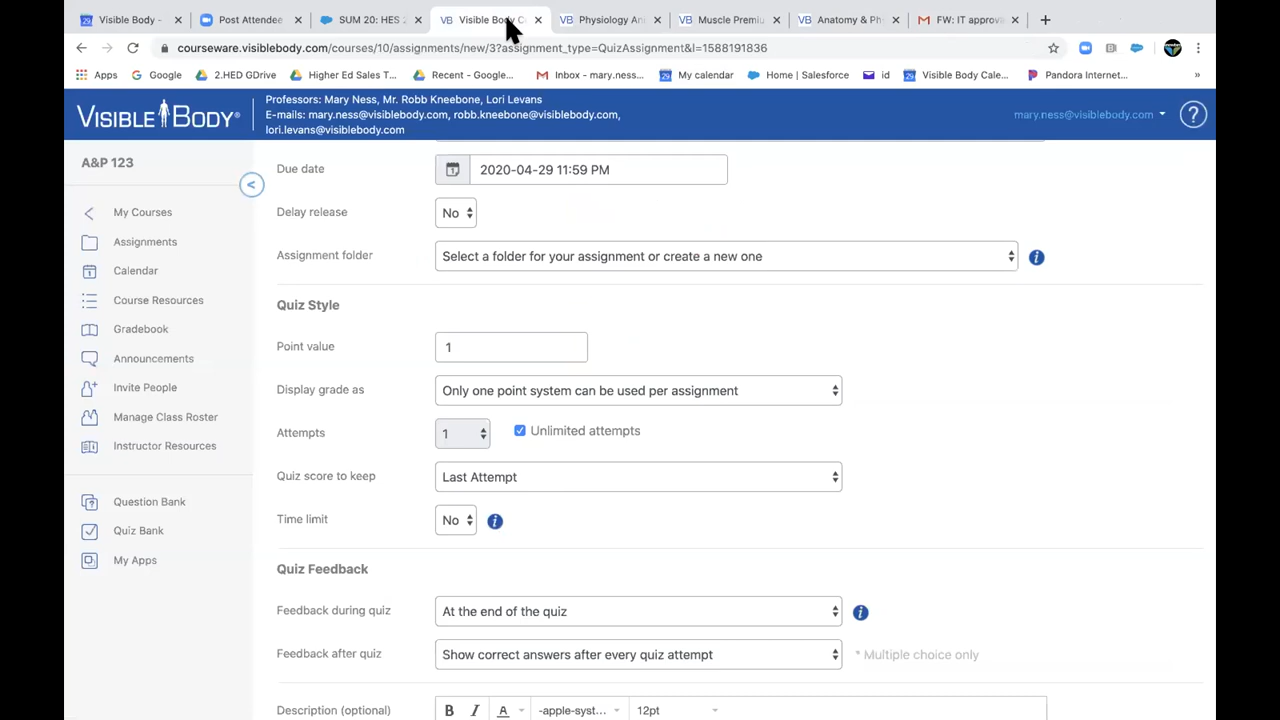 Visible Body -
Post Attendee
SUM 20: HES
Visible Body C
Physiology An
Muscle Premiu
Anatomy & Ph
FW: IT approv
courseware.visiblebody.com/courses/10/assignments/new/3?assignment_type=QuizAssignment&l=1588191836
Apps
Google
2.HED GDrive
Higher Ed Sales T...
Recent - Google...
Inbox - mary.ness...
My calendar
Home | Salesforce
id
Visible Body Cale...
Pandora Internet...
»
VISIBLE BODY®
Professors: Mary Ness, Mr. Robb Kneebone, Lori Levans
E-mails: mary.ness@visiblebody.com, robb.kneebone@visiblebody.com,
lori.levans@visiblebody.com
mary.ness@visiblebody.com
?
A&P 123
<
My Courses
Assignments
Calendar
Course Resources
Gradebook
Announcements
Invite People
Manage Class Roster
Instructor Resources
Question Bank
Quiz Bank
My Apps
Due date
2020-04-29 11:59 PM
Delay release
No
Assignment folder
Select a folder for your assignment or create a new one
i
Quiz Style
Point value
1
Display grade as
Only one point system can be used per assignment
Attempts
1
Unlimited attempts
Quiz score to keep
Last Attempt
Time limit
No
i
Quiz Feedback
Feedback during quiz
At the end of the quiz
i
Feedback after quiz
Show correct answers after every quiz attempt
* Multiple choice only
Description (optional)
B I A -apple-syst... 12pt